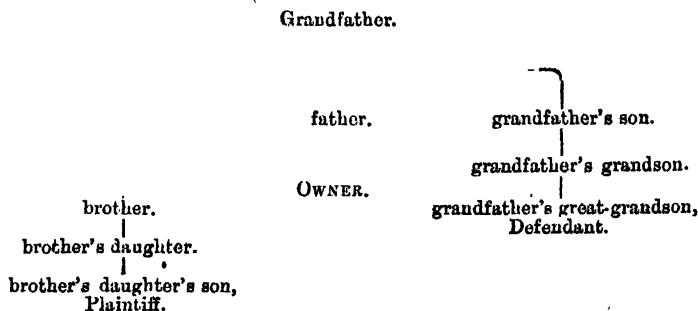 Grandfather.
father.
grandfather's son.
grandfather's grandson.
OWNER.
brother.
grandfather's great-grandson,
Defendant.
brother's daughter.
brother's daughter's son,
Plaintiff.